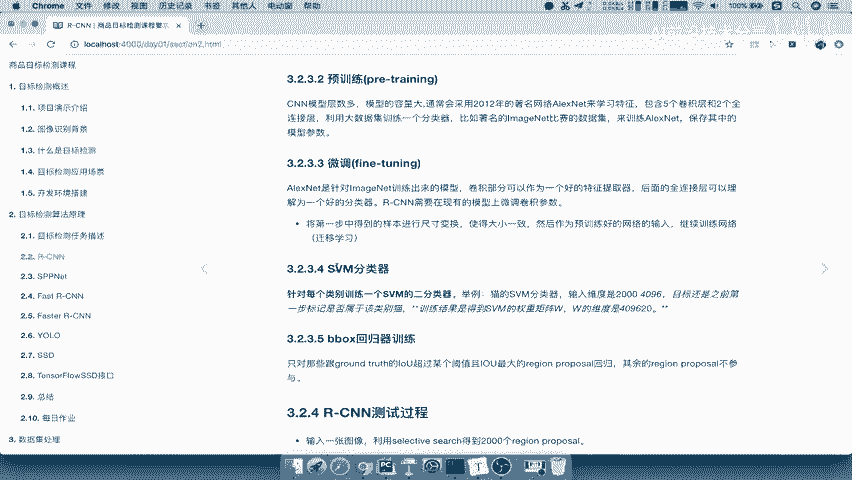 Chrome 文件 修改 视图 历史记录 书签 其他人 电动窗 帮助
100%
R-CNN | 商品目标检测课程
localhost:4000/day01/section2.html
商品目标检测课程
1. 目标检测概述
1.1. 项目演示介绍
1.2. 图像识别背景
1.3. 什么是目标检测
1.4. 目标检测应用场景
1.5. 开发环境搭建
2. 目标检测算法原理
2.1. 目标检测任务描述
2.2. R-CNN
2.3. SPPNet
2.4. Fast R-CNN
2.5. Faster R-CNN
2.6. YOLO
2.7. SSD
2.8. TensorFlowSSD接口
2.9. 总结
2.10. 每日作业
3. 数据集处理
3.2.3.2 预训练(pre-training)
CNN模型层数多，模型的容量大,通常会采用2012年的著名网络AlexNet来学习特征，包含5个卷积层和2个全
连接层，利用大数据集训练一个分类器，比如著名的ImageNet比赛的数据集，来训练AlexNet，保存其中的
模型参数。
3.2.3.3 微调(fine-tuning)
AlexNet是针对ImageNet训练出来的模型，卷积部分可以作为一个好的特征提取器，后面的全连接层可以理
解为一个好的分类器。R-CNN需要在现有的模型上微调卷积参数。
• 将第一步中得到的样本进行尺寸变换，使得大小一致，然后作为预训练好的网络的输入，继续训练网络
（迁移学习）
3.2.3.4 SVM分类器
针对每个类别训练一个SVM的二分类器。举例：猫的SVM分类器，输入维度是2000 4096，目标还是之前第
一步标记是否属于该类别猫，**训练结果是得到SVM的权重矩阵W，W的维度是409620。**
3.2.3.5 bbox回归器训练
只对那些跟ground truth的IoU超过某个阈值且IOU最大的region proposal回归，其余的region proposal不参
与。
3.2.4 R-CNN测试过程
• 输入一张图像，利用selective search得到2000个region proposal。